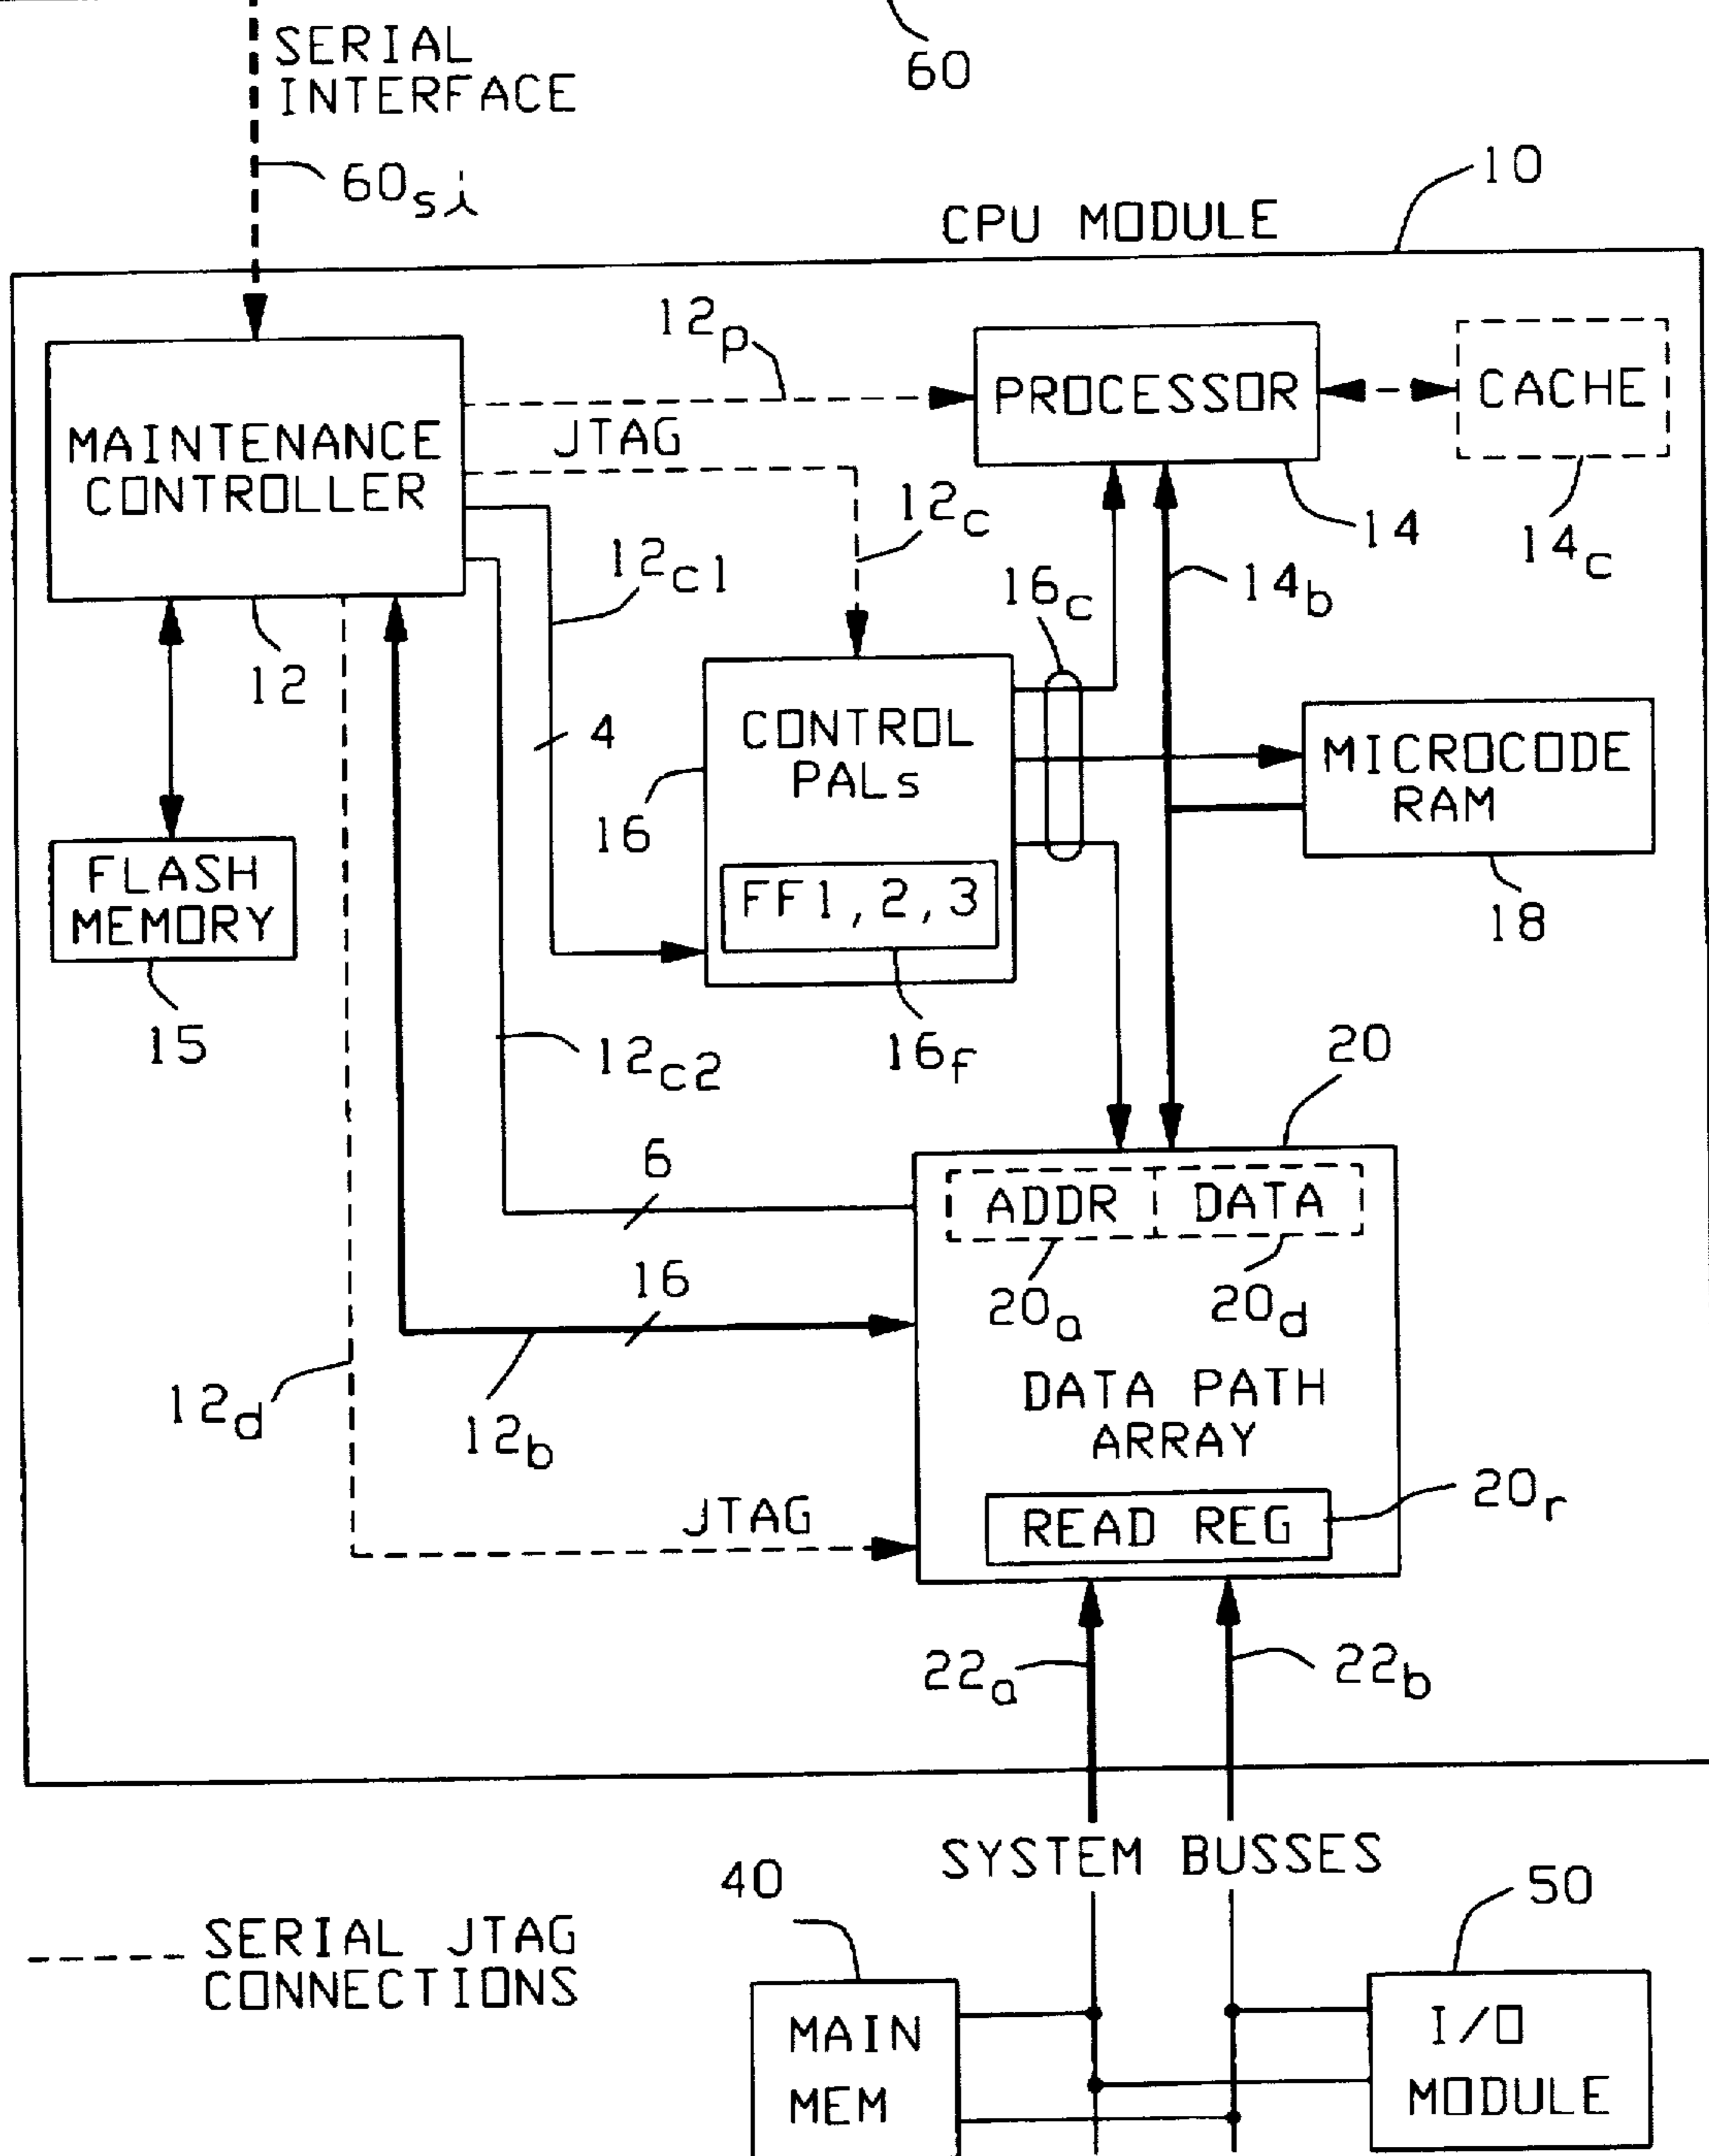 SERIAL
INTERFACE
60
60si
10
CPU MODULE
12p
PROCESSOR
CACHE
JTAG
MAINTENANCE
CONTROLLER
12c
14
14c
12c1
16c
14b
12
4
CONTROL
PALs
MICROCODE
RAM
16
FLASH
MEMORY
FF1,2,3
18
15
12c2
16f
20
6
ADDR
DATA
16
20a
20d
12d
12b
DATA PATH
ARRAY
JTAG
READ REG
20r
22a
22b
SYSTEM BUSSES
40
50
SERIAL JTAG
CONNECTIONS
MAIN
MEM
I/O
MODULE